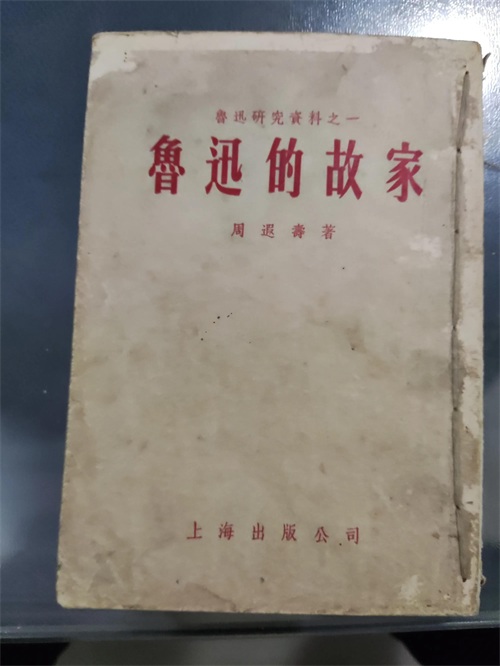 魯迅研究資料之一
魯迅的故家
周遐壽著
上海出版公司